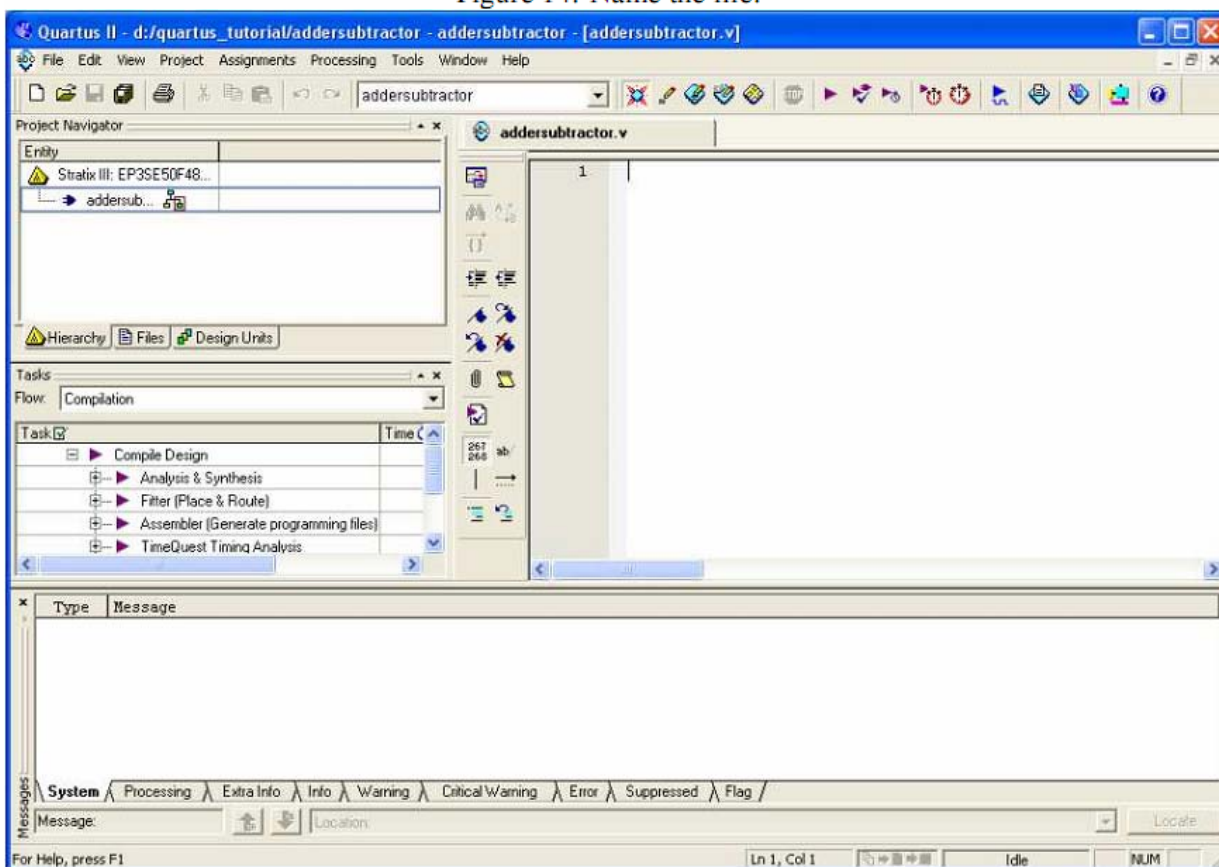 Figure 14. Name the file.
Quartus II - d:/quartus_tutorial/addersubtractor - addersubtractor - [addersubtractor.v]
File Edit View Project Assignments Processing Tools Window Help
addersubtractor
Project Navigator
addersubtractor.v
Entity
Stratix III: EP3SE50F48...
addersub...
1
Hierarchy Files Design Units
Tasks
Flow: Compilation
Task Time (
Compile Design
Analysis & Synthesis
Fitter (Place & Route)
Assembler (Generate programming files)
TimeQuest Timing Analysis
267
268
ab/
Type Message
System Processing Extra Info Info Warning Critical Warning Error Suppressed Flag
Messages
Message: Location: Locate
For Help, press F1 Ln 1, Col 1 Idle NUM